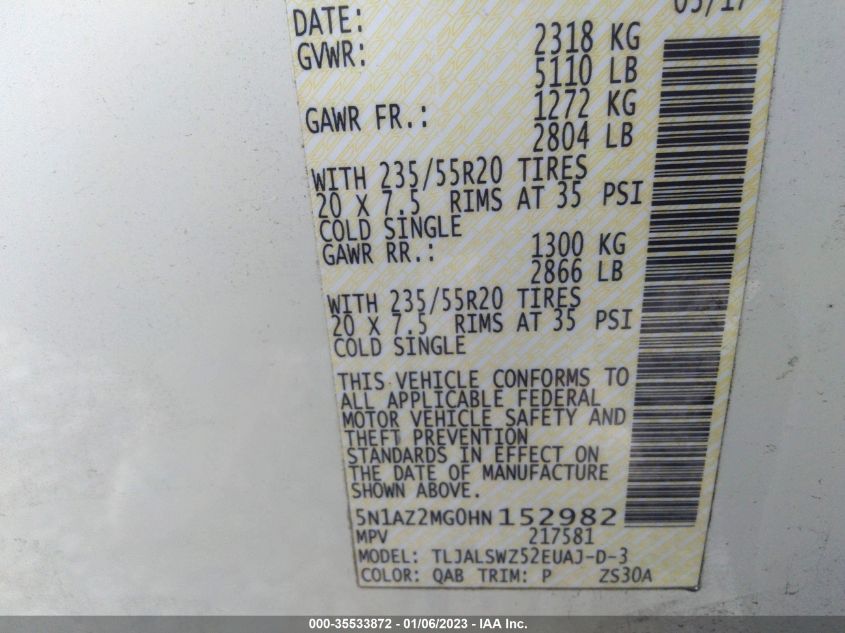 DATE: 05/17
GVWR: 2318 KG
5110 LB
GAWR FR.: 1272 KG
2804 LB
WITH 235/55R20 TIRES
20 X 7.5 RIMS AT 35 PSI
COLD SINGLE
GAWR RR.: 1300 KG
2866 LB
WITH 235/55R20 TIRES
20 X 7.5 RIMS AT 35 PSI
COLD SINGLE
THIS VEHICLE CONFORMS TO
ALL APPLICABLE FEDERAL
MOTOR VEHICLE SAFETY AND
THEFT PREVENTION
STANDARDS IN EFFECT ON
THE DATE OF MANUFACTURE
SHOWN ABOVE.
5N1AZ2MG0HN152982
MPV 217581
MODEL: TLJALSWZ52EUAJ-D-3
COLOR: QAB TRIM: P ZS30A
000-35533872 - 01/06/2023 - IAA Inc.